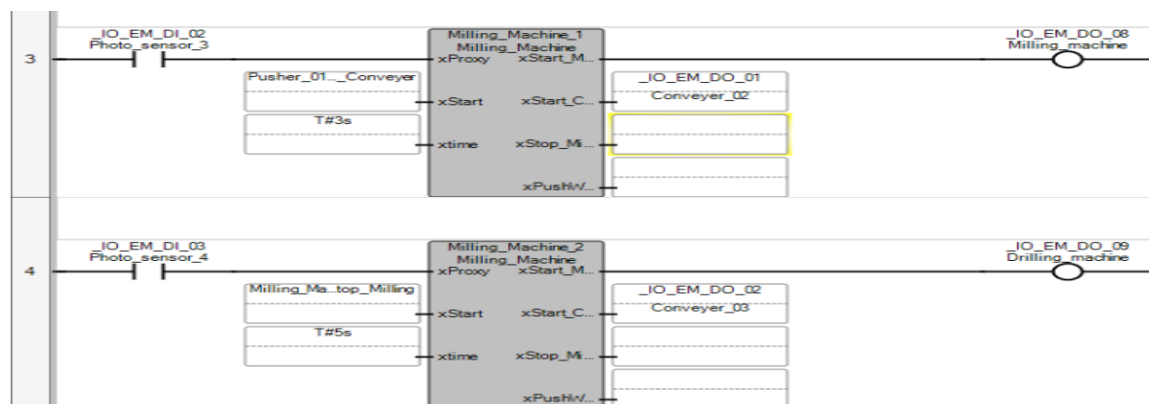 _IO_EM_DI_02
Photo_sensor_3
Milling_Machine_1
Milling_Machine
_IO_EM_DO_08
Milling_machine
3
xProxy xStart_M...
Pusher_01..._Conveyer
_IO_EM_DO_01
Conveyer_02
xStart xStart_C...
T#3s
xtime xStop_Mi...
xPushW...
_IO_EM_DI_03
Photo_sensor_4
Milling_Machine_2
Milling_Machine
_IO_EM_DO_09
Drilling_machine
4
xProxy xStart_M...
Milling_Ma...top_Milling
_IO_EM_DO_02
Conveyer_03
xStart xStart_C...
T#5s
xtime xStop_Mi...
xPushW...